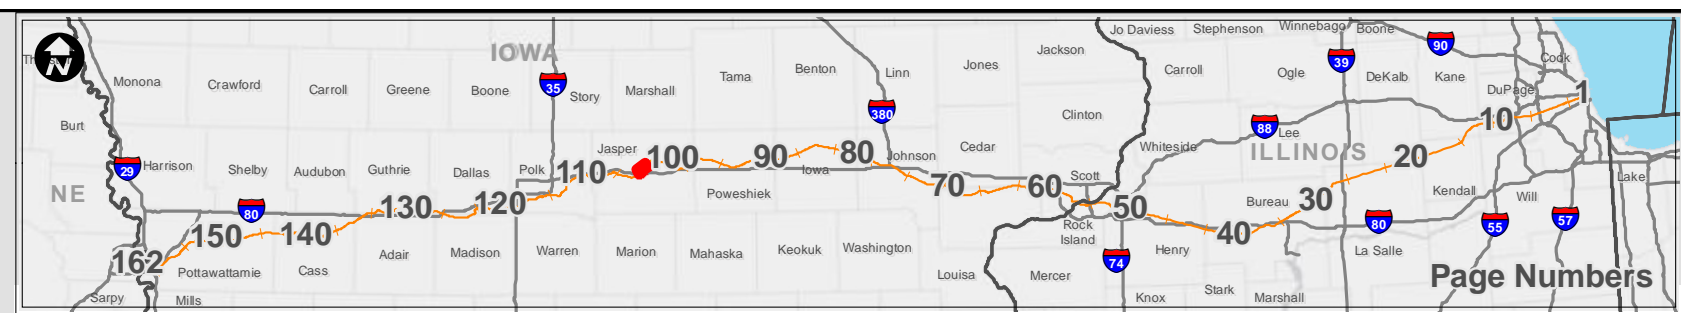 Winnebago
Boone
Jo Daviess
Stephenson
90
IOWA
Jackson
39
Cook
N
Monona
Crawford
Carroll
Greene
Boone
35
Story
Marshall
Tama
Benton
Linn
Jones
Carroll
Ogle
DeKalb
Kane
DuPage
1
Burt
380
Clinton
88
Lee
10
29
Harrison
Shelby
Audubon
Guthrie
Dallas
Polk
110
Jasper
100
90
Iowa
80
Johnson
Cedar
Whiteside
ILLINOIS
20
NE
80
130
120
Poweshiek
70
60
Scott
50
Bureau
30
Kendall
Will
Lake
162
150
140
Pottawattamie
Cass
Adair
Madison
Warren
Marion
Mahaska
Keokuk
Washington
Louisa
Rock
Island
Mercer
74
Henry
40
La Salle
80
55
57
Sarpy
Mills
Knox
Stark
Marshall
Page Numbers